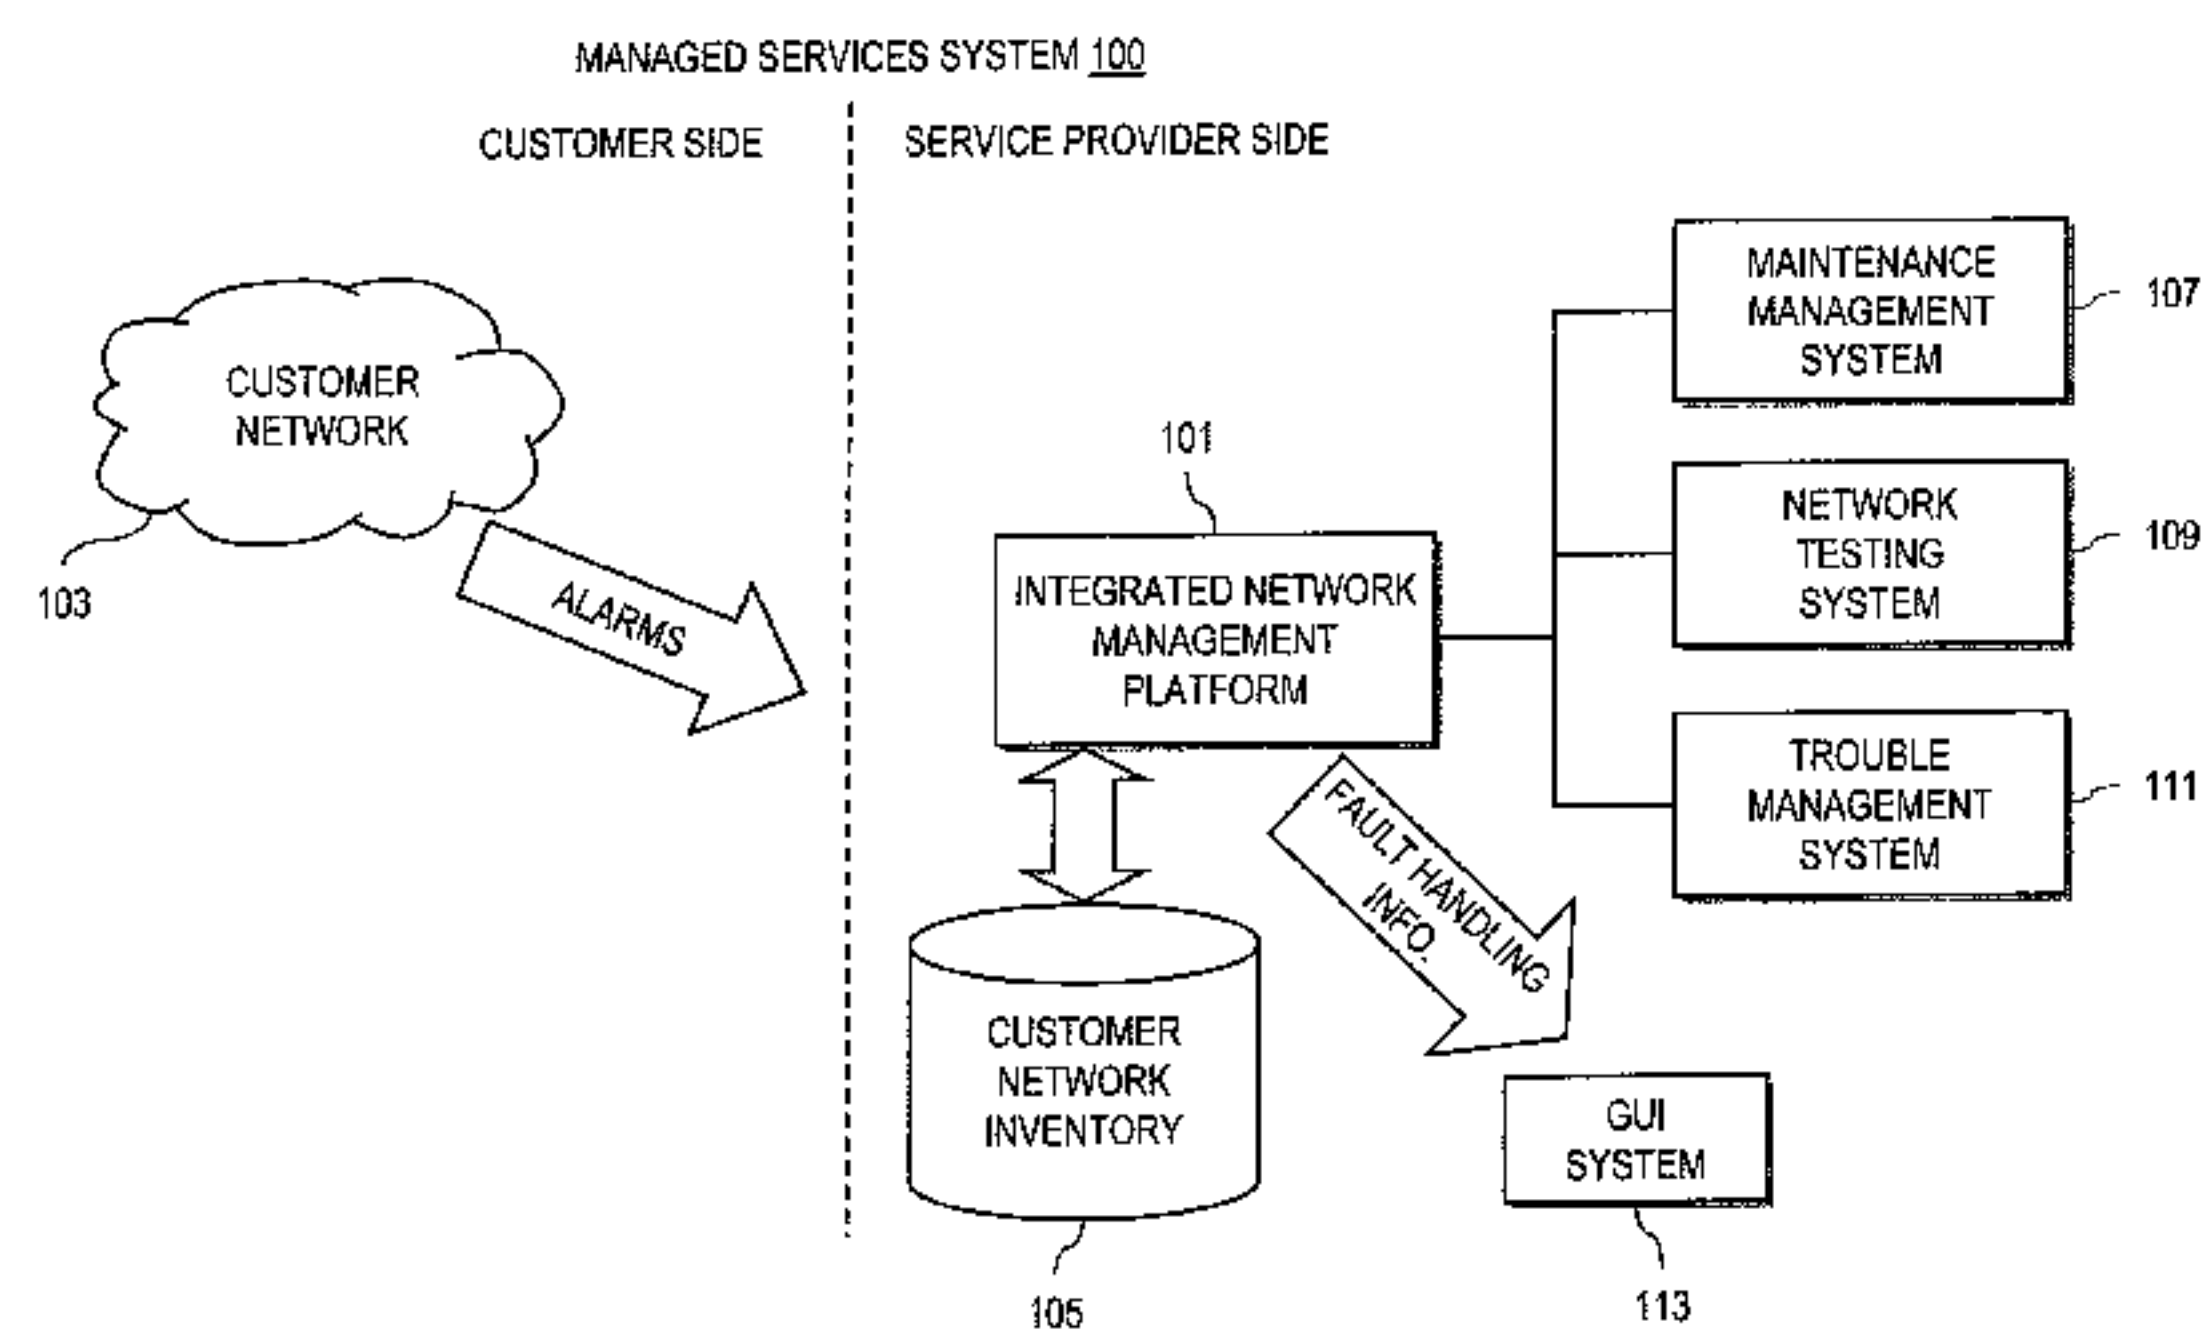 MANAGED SERVICES SYSTEM 100
CUSTOMER SIDE
SERVICE PROVIDER SIDE
CUSTOMER
NETWORK
103
ALARMS
101
INTEGRATED NETWORK
MANAGEMENT
PLATFORM
MAINTENANCE
MANAGEMENT
SYSTEM
107
NETWORK
TESTING
SYSTEM
109
TROUBLE
MANAGEMENT
SYSTEM
111
FAULT HANDLING
INFO.
CUSTOMER
NETWORK
INVENTORY
105
GUI
SYSTEM
113